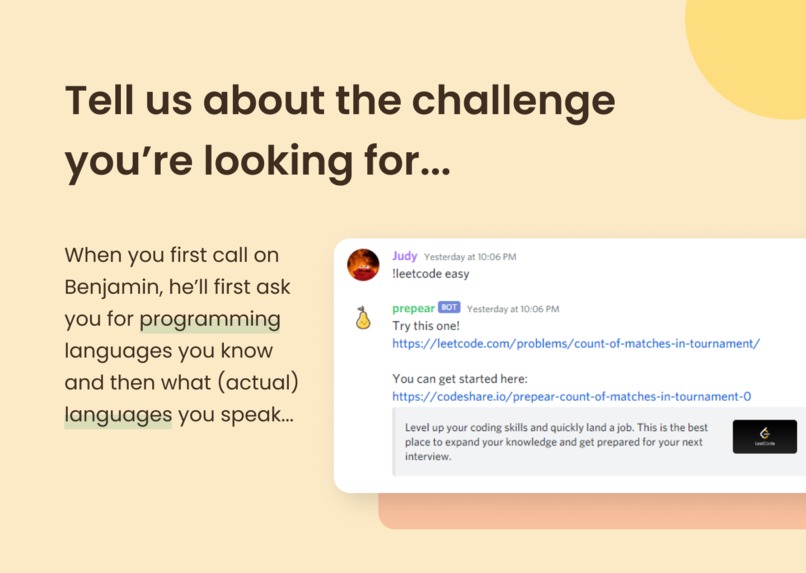 Tell us about the challenge
you're looking for...
When you first call on
Benjamin, he'll first ask
you for programming
languages you know
and then what (actual)
languages you speak...
Judy Yesterday at 10:06 PM
!leetcode easy
prepear BOT Yesterday at 10:06 PM
Try this one!
https://leetcode.com/problems/count-of-matches-in-tournament/
You can get started here:
https://codeshare.io/prepear-count-of-matches-in-tournament-0
Level up your coding skills and quickly land a job. This is the best
place to expand your knowledge and get prepared for your next
interview.
LeetCode